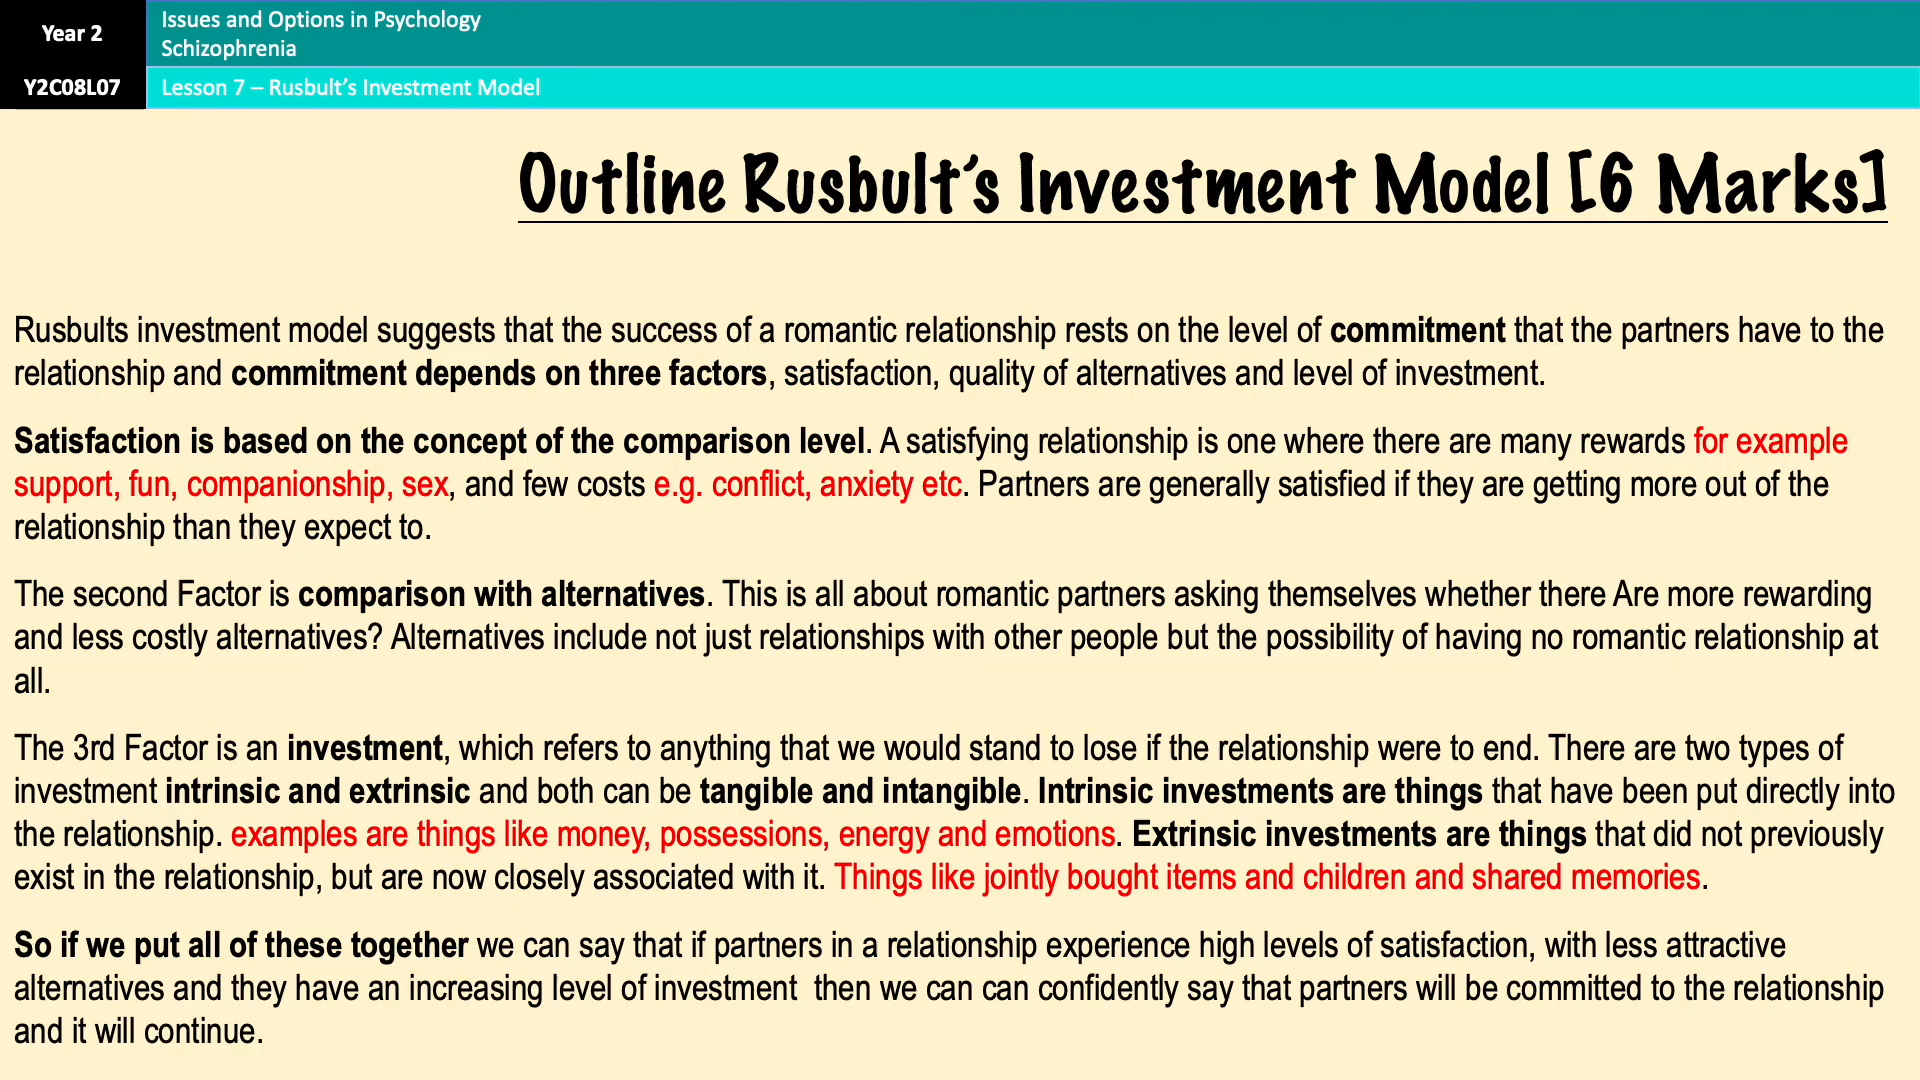 Year 2
Issues and Options in Psychology
Schizophrenia
Y2C08L07
Lesson 7 – Rusbult’s Investment Model
Outline Rusbult’s Investment Model [6 Marks]
Rusbults investment model suggests that the success of a romantic relationship rests on the level of commitment that the partners have to the
relationship and commitment depends on three factors, satisfaction, quality of alternatives and level of investment.
Satisfaction is based on the concept of the comparison level. A satisfying relationship is one where there are many rewards for example
support, fun, companionship, sex, and few costs e.g. conflict, anxiety etc. Partners are generally satisfied if they are getting more out of the
relationship than they expect to.
The second Factor is comparison with alternatives. This is all about romantic partners asking themselves whether there Are more rewarding
and less costly alternatives? Alternatives include not just relationships with other people but the possibility of having no romantic relationship at
all.
The 3rd Factor is an investment, which refers to anything that we would stand to lose if the relationship were to end. There are two types of
investment intrinsic and extrinsic and both can be tangible and intangible. Intrinsic investments are things that have been put directly into
the relationship. examples are things like money, possessions, energy and emotions. Extrinsic investments are things that did not previously
exist in the relationship, but are now closely associated with it. Things like jointly bought items and children and shared memories.
So if we put all of these together we can say that if partners in a relationship experience high levels of satisfaction, with less attractive
alternatives and they have an increasing level of investment  then we can can confidently say that partners will be committed to the relationship
and it will continue.